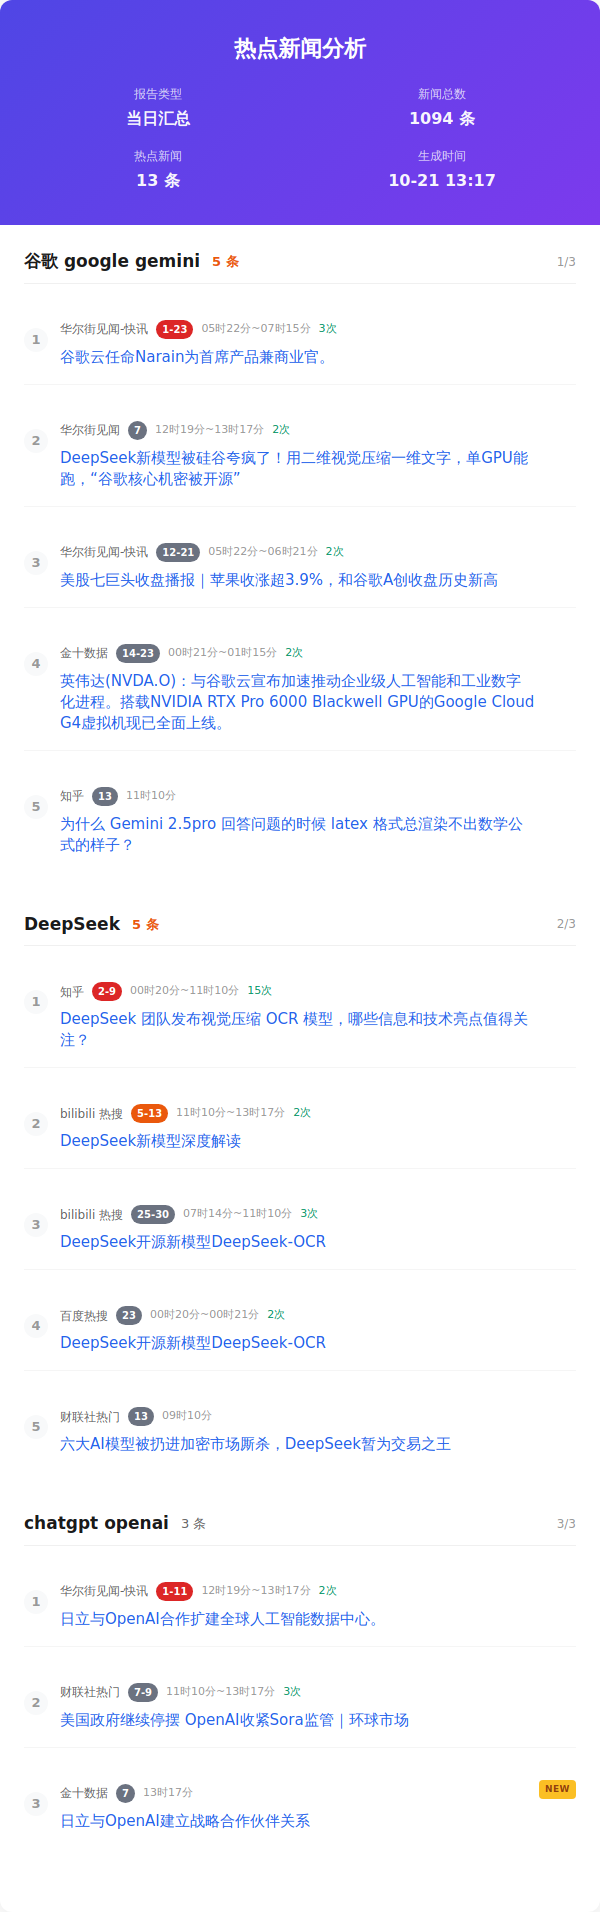 热点新闻分析
报告类型
新闻总数
当日汇总
1094 条
热点新闻
生成时间
13 条
10-21 13:17
谷歌 google gemini 5 条 1/3
1 华尔街见闻-快讯 1-23 05时22分~07时15分 3次
谷歌云任命Narain为首席产品兼商业官。
2 华尔街见闻 7 12时19分~13时17分 2次
DeepSeek新模型被硅谷夸疯了！用二维视觉压缩一维文字，单GPU能
跑，“谷歌核心机密被开源”
3 华尔街见闻-快讯 12-21 05时22分~06时21分 2次
美股七巨头收盘播报｜苹果收涨超3.9%，和谷歌A创收盘历史新高
4 金十数据 14-23 00时21分~01时15分 2次
英伟达(NVDA.O)：与谷歌云宣布加速推动企业级人工智能和工业数字
化进程。搭载NVIDIA RTX Pro 6000 Blackwell GPU的Google Cloud
G4虚拟机现已全面上线。
5 知乎 13 11时10分
为什么 Gemini 2.5pro 回答问题的时候 latex 格式总渲染不出数学公
式的样子？
DeepSeek 5 条 2/3
1 知乎 2-9 00时20分~11时10分 15次
DeepSeek 团队发布视觉压缩 OCR 模型，哪些信息和技术亮点值得关
注？
2 bilibili 热搜 5-13 11时10分~13时17分 2次
DeepSeek新模型深度解读
3 bilibili 热搜 25-30 07时14分~11时10分 3次
DeepSeek开源新模型DeepSeek-OCR
4 百度热搜 23 00时20分~00时21分 2次
DeepSeek开源新模型DeepSeek-OCR
5 财联社热门 13 09时10分
六大AI模型被扔进加密市场厮杀，DeepSeek暂为交易之王
chatgpt openai 3 条 3/3
1 华尔街见闻-快讯 1-11 12时19分~13时17分 2次
日立与OpenAI合作扩建全球人工智能数据中心。
2 财联社热门 7-9 11时10分~13时17分 3次
美国政府继续停摆 OpenAI收紧Sora监管｜环球市场
3 金十数据 7 13时17分 NEW
日立与OpenAI建立战略合作伙伴关系